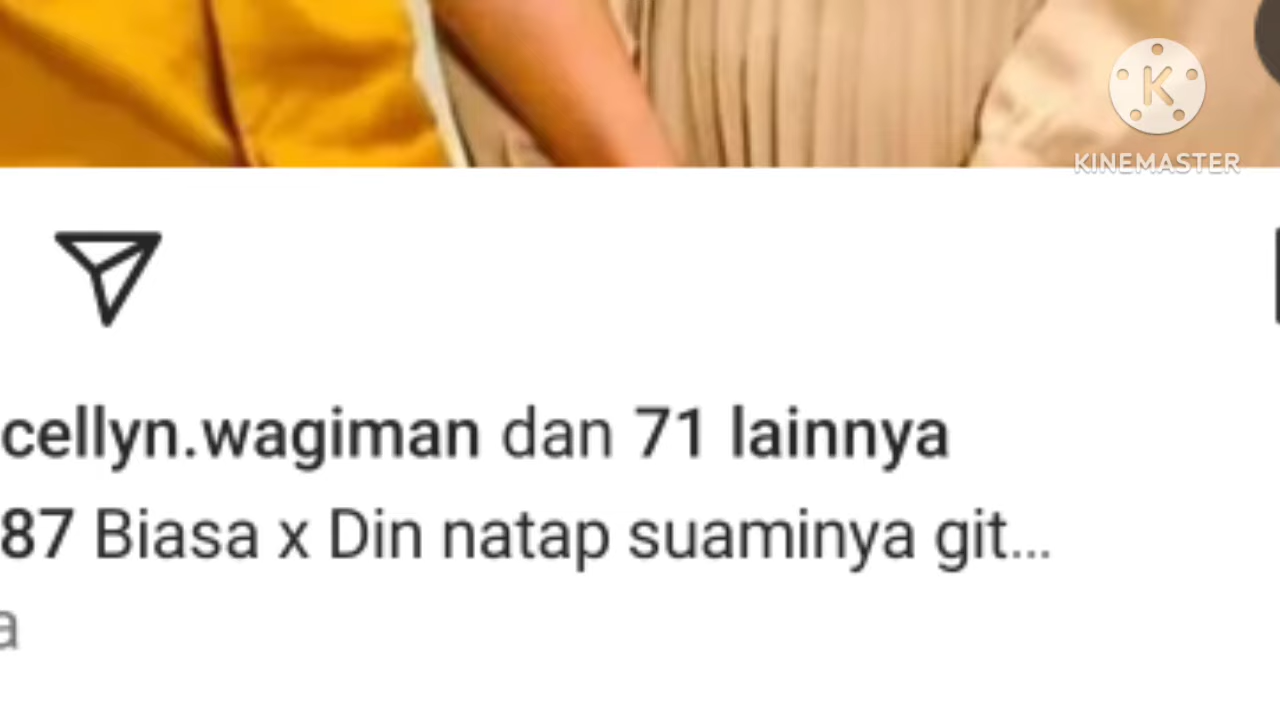 K
KINEMASTER
cellyn.wagiman dan 71 lainnya
87 Biasa x Din natap suaminya git...
a